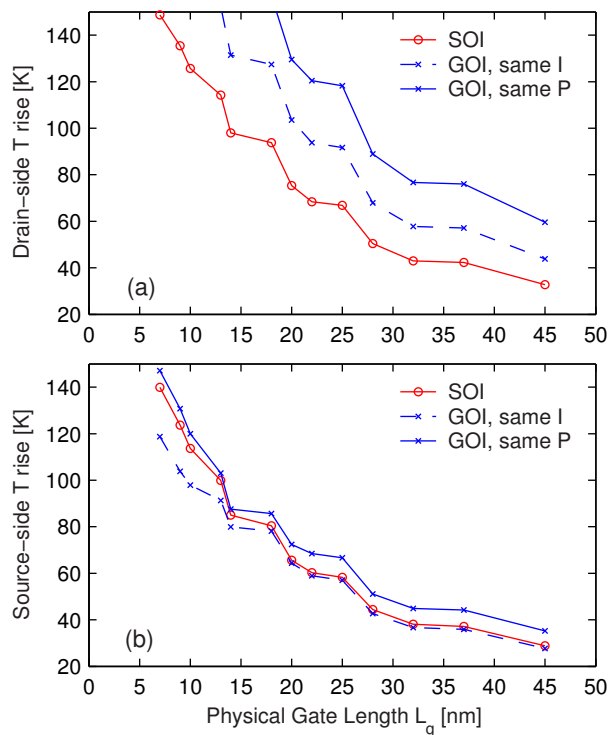 140
120
100
80
60
40
20
Drain-side T rise [K]
SOI
GOI, same I
GOI, same P
(a)
0 5 10 15 20 25 30 35 40 45 50
140
120
100
80
60
40
20
Source-side T rise [K]
SOI
GOI, same I
GOI, same P
(b)
0 5 10 15 20 25 30 35 40 45 50
Physical Gate Length L_g [nm]